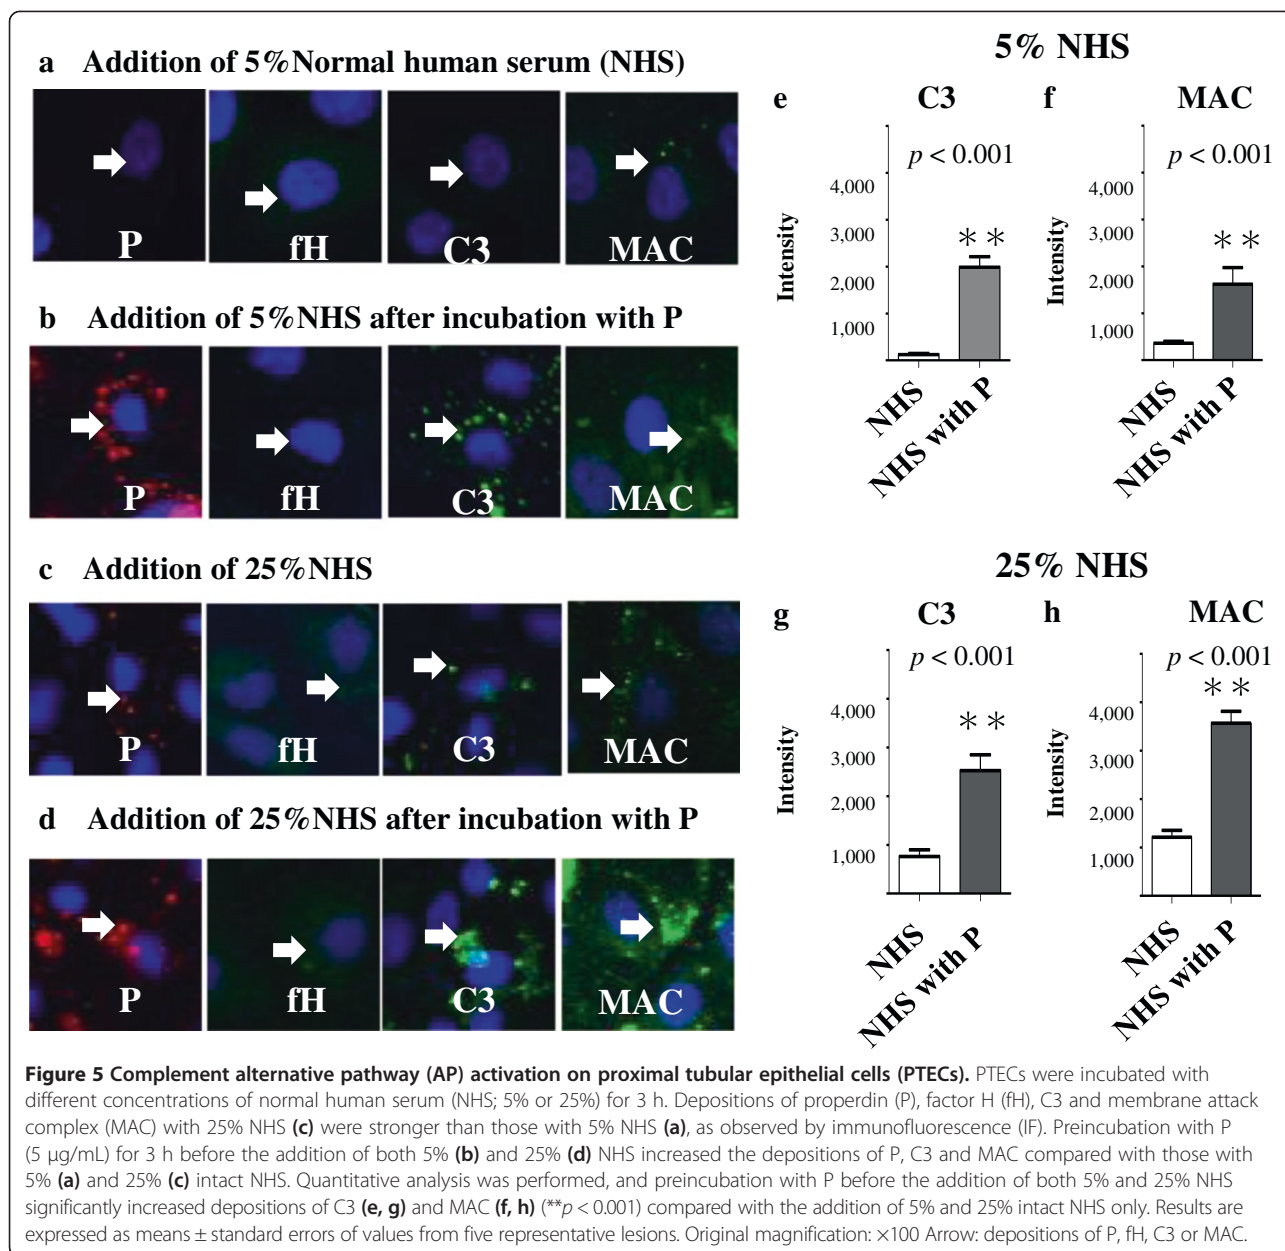 a Addition of 5%Normal human serum (NHS)
P fH C3 MAC
b Addition of 5%NHS after incubation with P
P fH C3 MAC
c Addition of 25%NHS
P fH C3 MAC
d Addition of 25%NHS after incubation with P
P fH C3 MAC
5% NHS
e C3
p < 0.001
Intensity
4,000
3,000
2,000
1,000
**
NHS
NHS with P
f MAC
p < 0.001
Intensity
4,000
3,000
2,000
1,000
**
NHS
NHS with P
25% NHS
g C3
p < 0.001
Intensity
4,000
3,000
2,000
1,000
**
NHS
NHS with P
h MAC
p < 0.001
Intensity
4,000
3,000
2,000
1,000
**
NHS
NHS with P
Figure 5 Complement alternative pathway (AP) activation on proximal tubular epithelial cells (PTECs). PTECs were incubated with
different concentrations of normal human serum (NHS; 5% or 25%) for 3 h. Depositions of properdin (P), factor H (fH), C3 and membrane attack
complex (MAC) with 25% NHS (c) were stronger than those with 5% NHS (a), as observed by immunofluorescence (IF). Preincubation with P
(5 μg/mL) for 3 h before the addition of both 5% (b) and 25% (d) NHS increased the depositions of P, C3 and MAC compared with those with
5% (a) and 25% (c) intact NHS. Quantitative analysis was performed, and preincubation with P before the addition of both 5% and 25% NHS
significantly increased depositions of C3 (e, g) and MAC (f, h) (**p < 0.001) compared with the addition of 5% and 25% intact NHS only. Results are
expressed as means ± standard errors of values from five representative lesions. Original magnification: ×100 Arrow: depositions of P, fH, C3 or MAC.